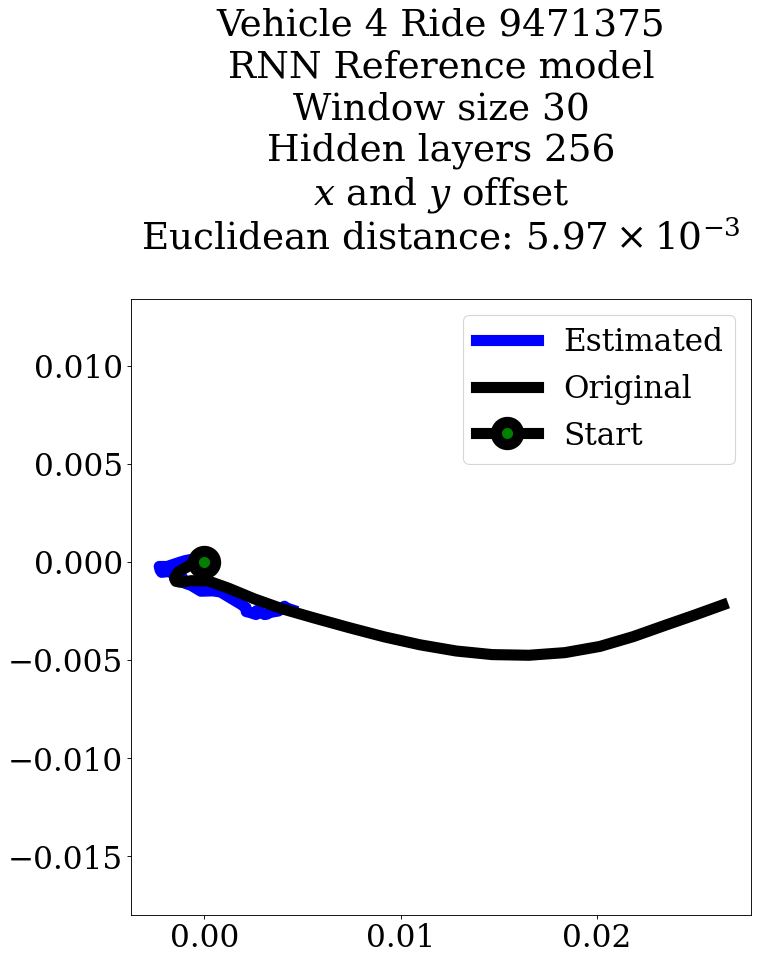 Vehicle 4 Ride 9471375
RNN Reference model
Window size 30
Hidden layers 256
x and y offset
Euclidean distance: 5.97 × 10⁻³
Estimated
Original
Start
0.010
0.005
0.000
−0.005
−0.010
−0.015
0.00
0.01
0.02